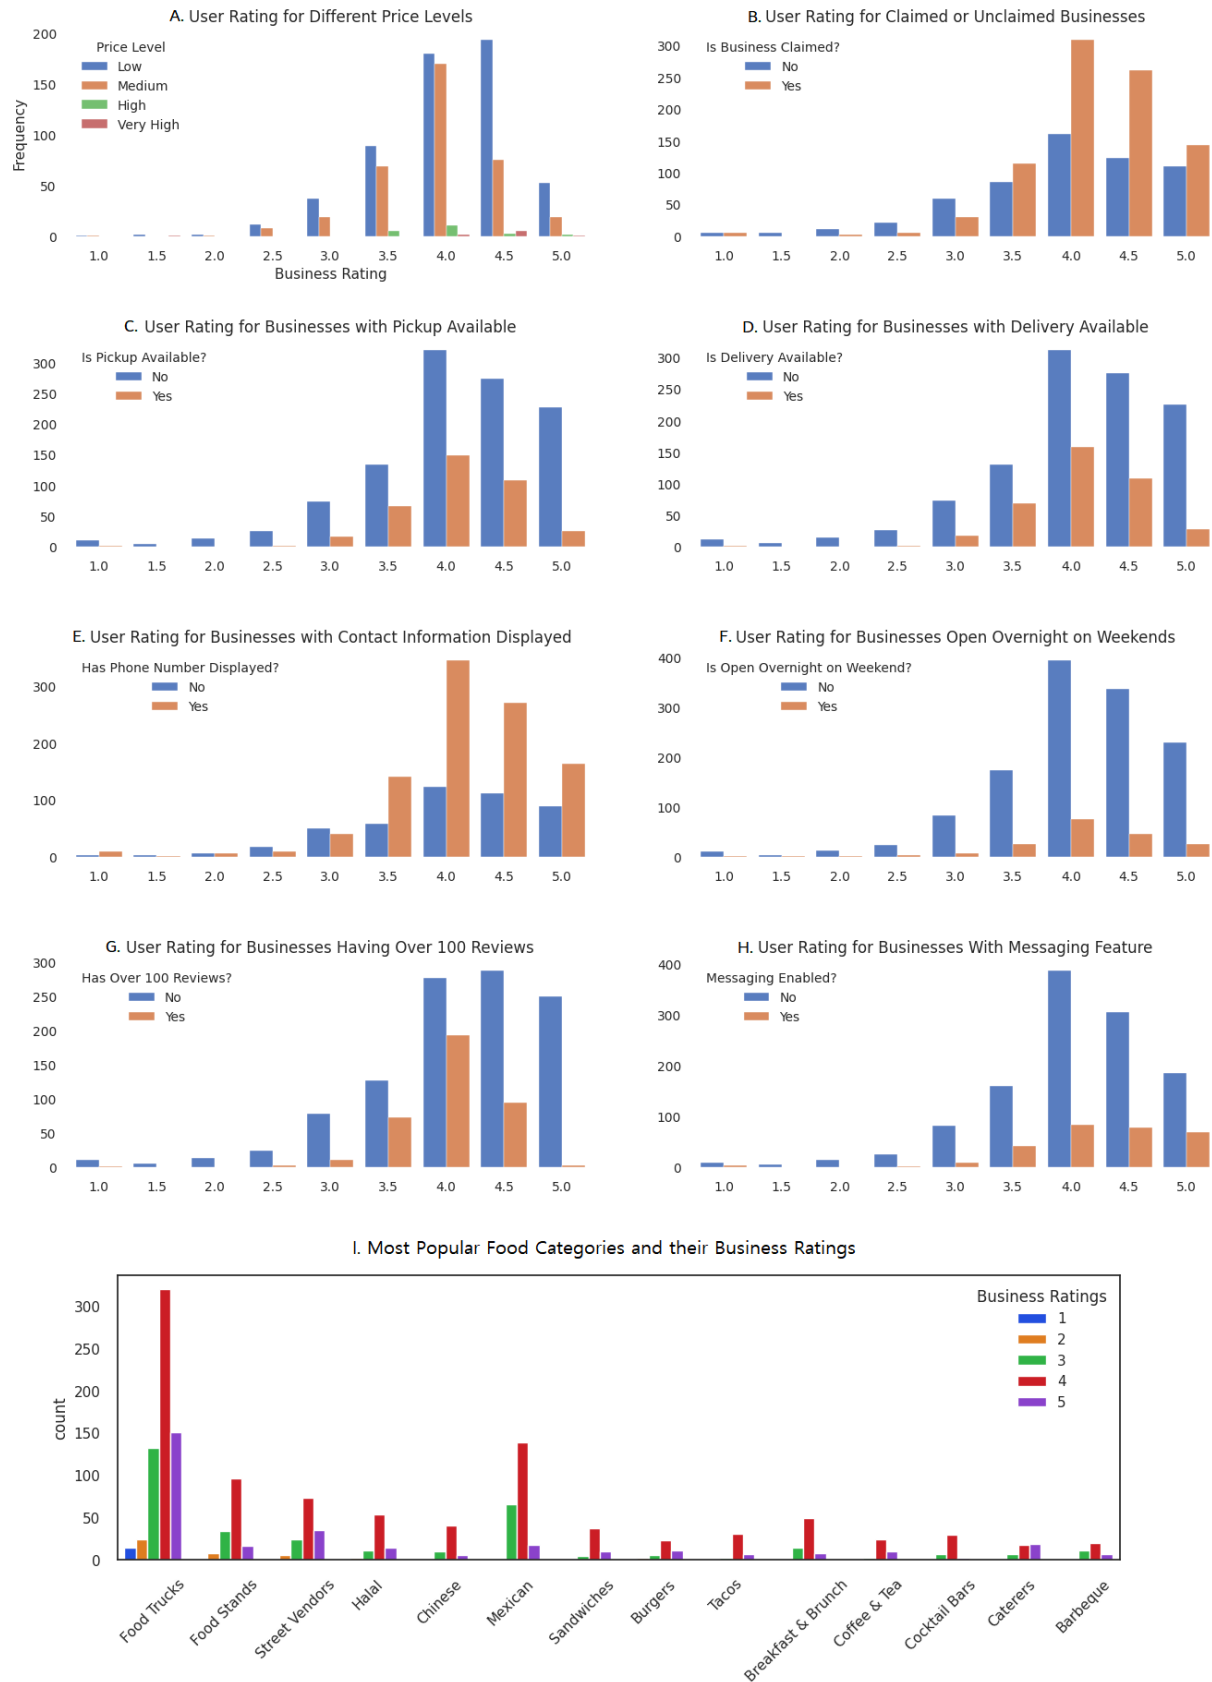 A. User Rating for Different Price Levels
200
150
100
50
0
Frequency
Price Level
Low
Medium
High
Very High
1.0 1.5 2.0 2.5 3.0 3.5 4.0 4.5 5.0
Business Rating
B. User Rating for Claimed or Unclaimed Businesses
300
250
200
150
100
50
0
Is Business Claimed?
No
Yes
1.0 1.5 2.0 2.5 3.0 3.5 4.0 4.5 5.0
C. User Rating for Businesses with Pickup Available
300
250
200
150
100
50
0
Is Pickup Available?
No
Yes
1.0 1.5 2.0 2.5 3.0 3.5 4.0 4.5 5.0
D. User Rating for Businesses with Delivery Available
300
250
200
150
100
50
0
Is Delivery Available?
No
Yes
1.0 1.5 2.0 2.5 3.0 3.5 4.0 4.5 5.0
E. User Rating for Businesses with Contact Information Displayed
300
200
100
0
Has Phone Number Displayed?
No
Yes
1.0 1.5 2.0 2.5 3.0 3.5 4.0 4.5 5.0
F. User Rating for Businesses Open Overnight on Weekends
400
300
200
100
0
Is Open Overnight on Weekend?
No
Yes
1.0 1.5 2.0 2.5 3.0 3.5 4.0 4.5 5.0
G. User Rating for Businesses Having Over 100 Reviews
300
250
200
150
100
50
0
Has Over 100 Reviews?
No
Yes
1.0 1.5 2.0 2.5 3.0 3.5 4.0 4.5 5.0
H. User Rating for Businesses With Messaging Feature
400
300
200
100
0
Messaging Enabled?
No
Yes
1.0 1.5 2.0 2.5 3.0 3.5 4.0 4.5 5.0
I. Most Popular Food Categories and their Business Ratings
300
250
200
150
100
50
0
count
Business Ratings
1
2
3
4
5
Food Trucks
Food Stands
Street Vendors
Halal
Chinese
Mexican
Sandwiches
Burgers
Tacos
Breakfast & Brunch
Coffee & Tea
Cocktail Bars
Caterers
Barbeque